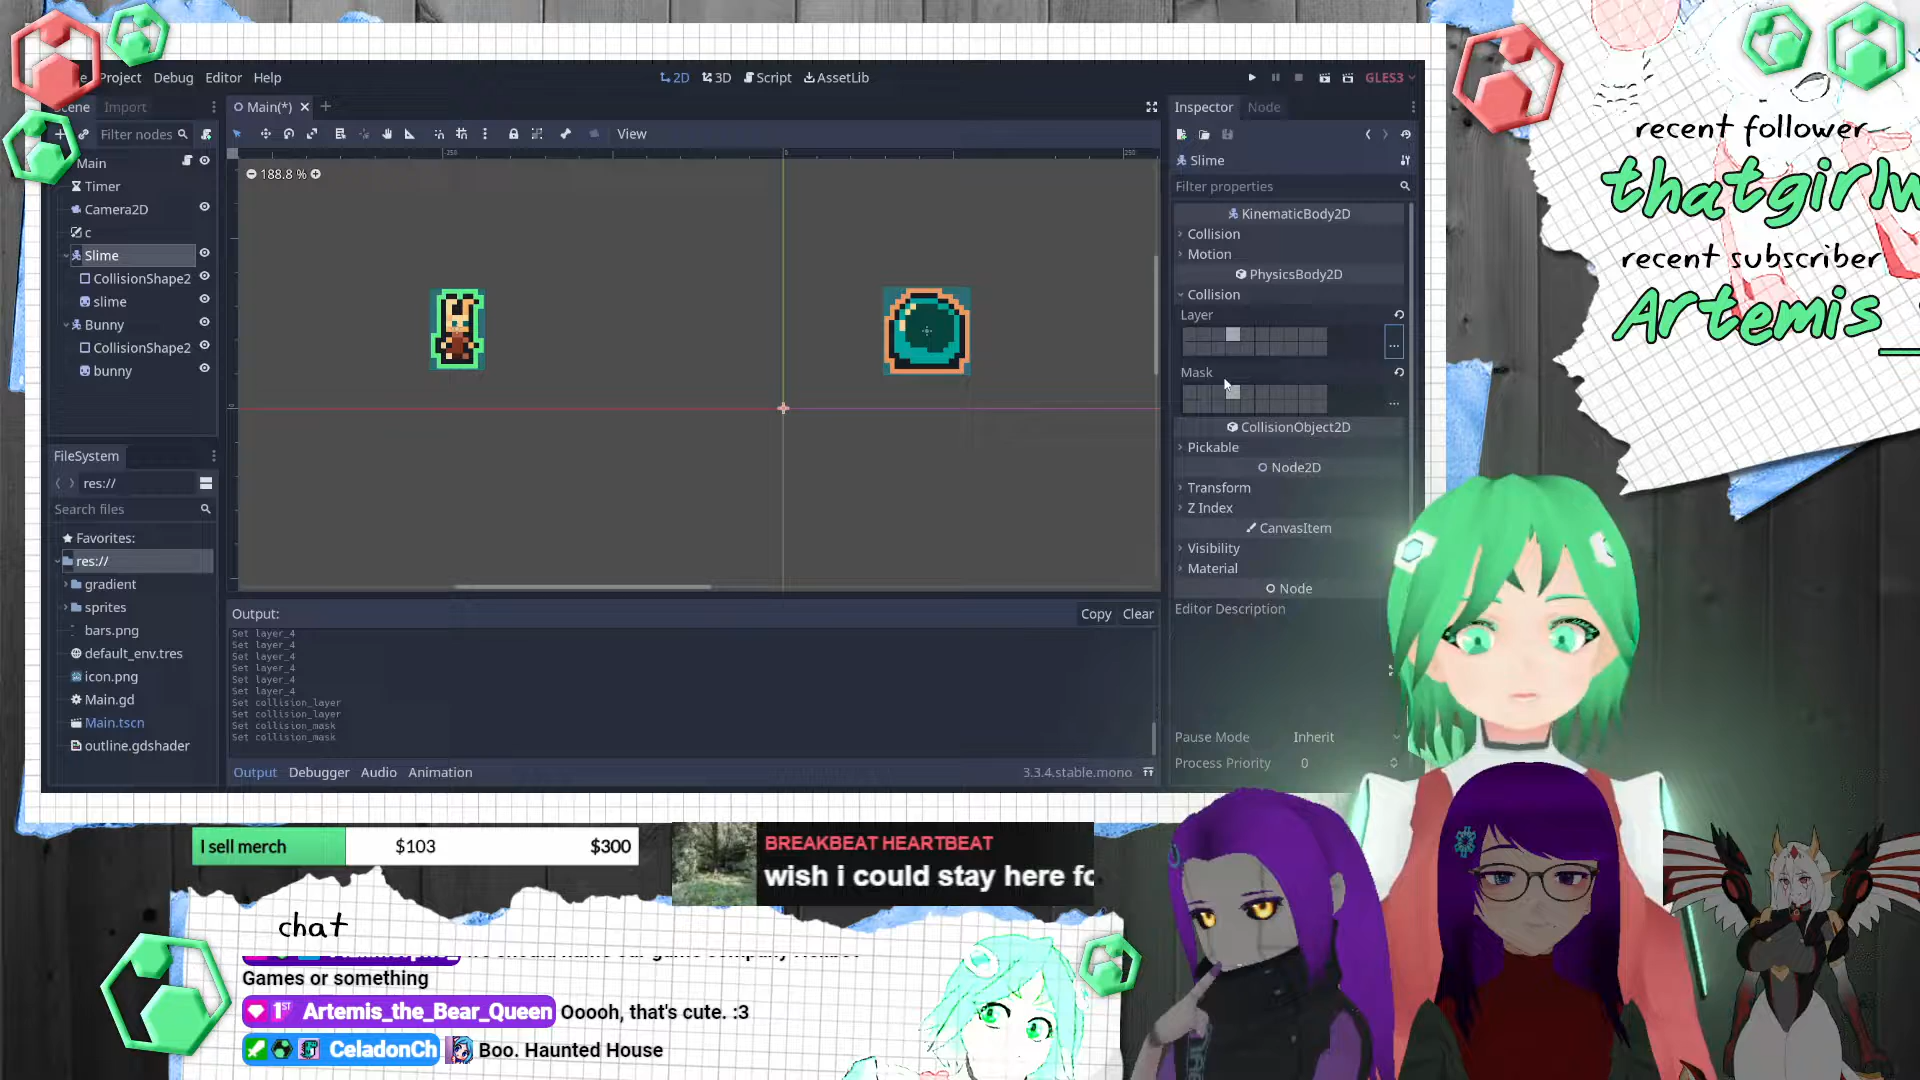 Project Debug Editor Help
2D 3D Script AssetLib
GLES3
Scene Import
Main(*)
Inspector Node
Filter nodes
View
Slime
Filter properties
188.8 %
-250 0 250
Main
Timer
Camera2D
c
Slime
CollisionShape2
slime
Bunny
CollisionShape2
bunny
FileSystem
res://
Search files
Favorites:
res://
gradient
sprites
bars.png
default_env.tres
icon.png
Main.gd
Main.tscn
outline.gdshader
KinematicBody2D
Collision
Motion
PhysicsBody2D
Collision
Layer
Mask
CollisionObject2D
Pickable
Node2D
Transform
Z Index
CanvasItem
Visibility
Material
Node
Editor Description
Pause Mode Inherit
Process Priority 0
Output: Copy Clear
Set layer_4
Set layer_4
Set layer_4
Set layer_4
Set layer_4
Set layer_4
Set collision_layer
Set collision_layer
Set collision_mask
Set collision_mask
Output Debugger Audio Animation 3.3.4.stable.mono
recent follower
thatgirlw
recent subscriber
Artemis_
I sell merch $103 $300
BREAKBEAT HEARTBEAT
wish i could stay here fo
chat
Games or something
1ST Artemis_the_Bear_Queen Ooooh, that's cute. :3
CeladonCh Boo. Haunted House